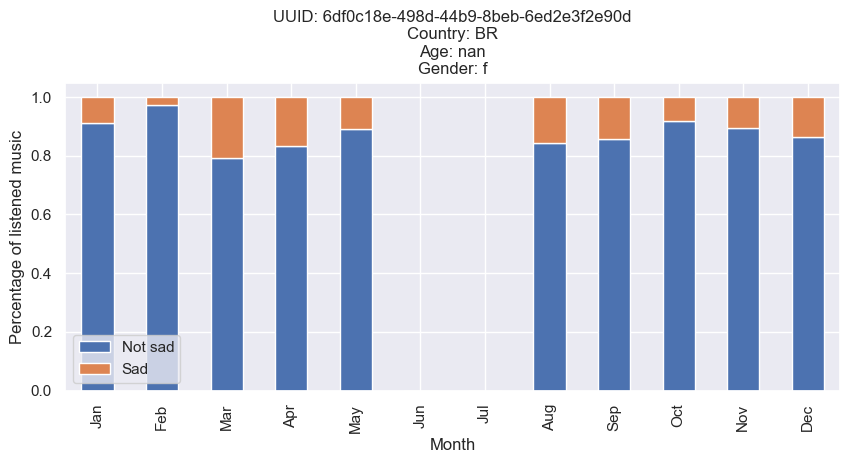 UUID: 6df0c18e-498d-44b9-8beb-6ed2e3f2e90d
Country: BR
Age: nan
Gender: f
Percentage of listened music
1.0
0.8
0.6
0.4
0.2
0.0
Not sad
Sad
Jan
Feb
Mar
Apr
May
Jun
Jul
Aug
Sep
Oct
Nov
Dec
Month